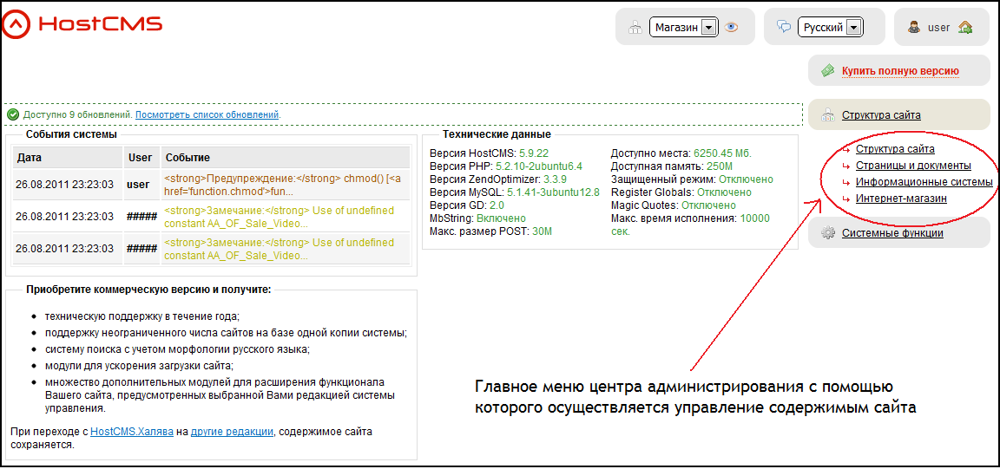 HostCMS
Магазин
Русский
user
Купить полную версию
Доступно 9 обновлений. Посмотреть список обновлений.
Структура сайта
Структура сайта
Страницы и документы
Информационные системы
Интернет-магазин
Системные функции
События системы
Дата User Событие
26.08.2011 23:23:03 user <strong>Предупреждение:</strong> chmod() [<a
href='function.chmod'>fun...
26.08.2011 23:23:03 ##### <strong>Замечание:</strong> Use of undefined
constant AA_OF_Sale_Video...
26.08.2011 23:23:03 ##### <strong>Замечание:</strong> Use of undefined
constant AA_OF_Sale_Video...
Технические данные
Версия HostCMS: 5.9.22
Версия PHP: 5.2.10-2ubuntu6.4
Версия ZendOptimizer: 3.3.9
Версия MySQL: 5.1.41-3ubuntu12.8
Версия GD: 2.0
MbString: Включено
Макс. размер POST: 30M
Доступно места: 6250.45 Мб.
Доступная память: 250M
Защищенный режим: Отключено
Register Globals: Отключено
Magic Quotes: Отключено
Макс. время исполнения: 10000
сек.
Приобретите коммерческую версию и получите:
техническую поддержку в течение года;
поддержку неограниченного числа сайтов на базе одной копии системы;
систему поиска с учетом морфологии русского языка;
модули для ускорения загрузки сайта;
множество дополнительных модулей для расширения функционала
Вашего сайта, предусмотренных выбранной Вами редакцией системы
управления.
При переходе с HostCMS.Халява на другие редакции, содержимое сайта
сохраняется.
Главное меню центра администрирования с помощью
которого осуществляется управление содержимым сайта